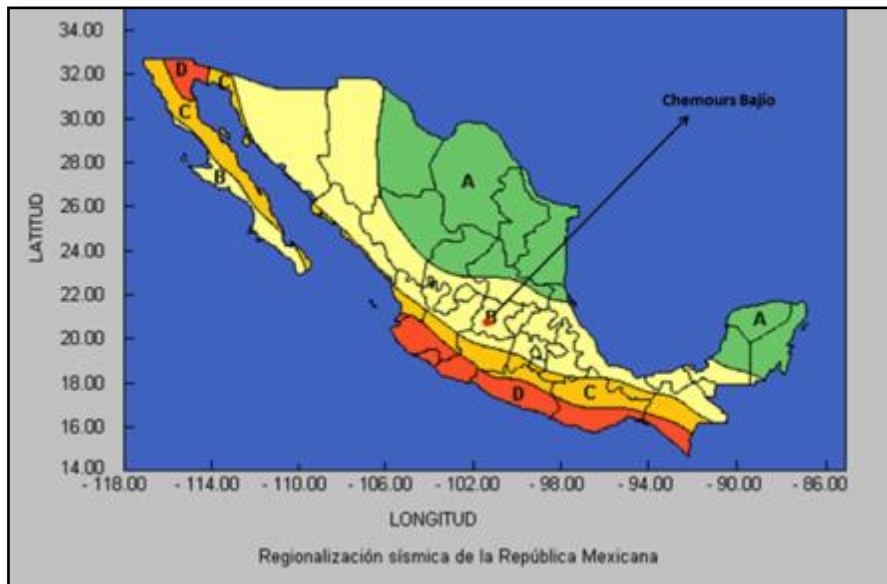 34.00
32.00
30.00
28.00
26.00
24.00
22.00
20.00
18.00
16.00
14.00
LATITUD
D
C
C
B
A
Chemours Bajío
B
A
D
C
- 118.00 - 114.00 - 110.00 - 106.00 - 102.00 - 98.00 - 94.00 - 90.00 - 86.00
LONGITUD
Regionalización sísmica de la República Mexicana